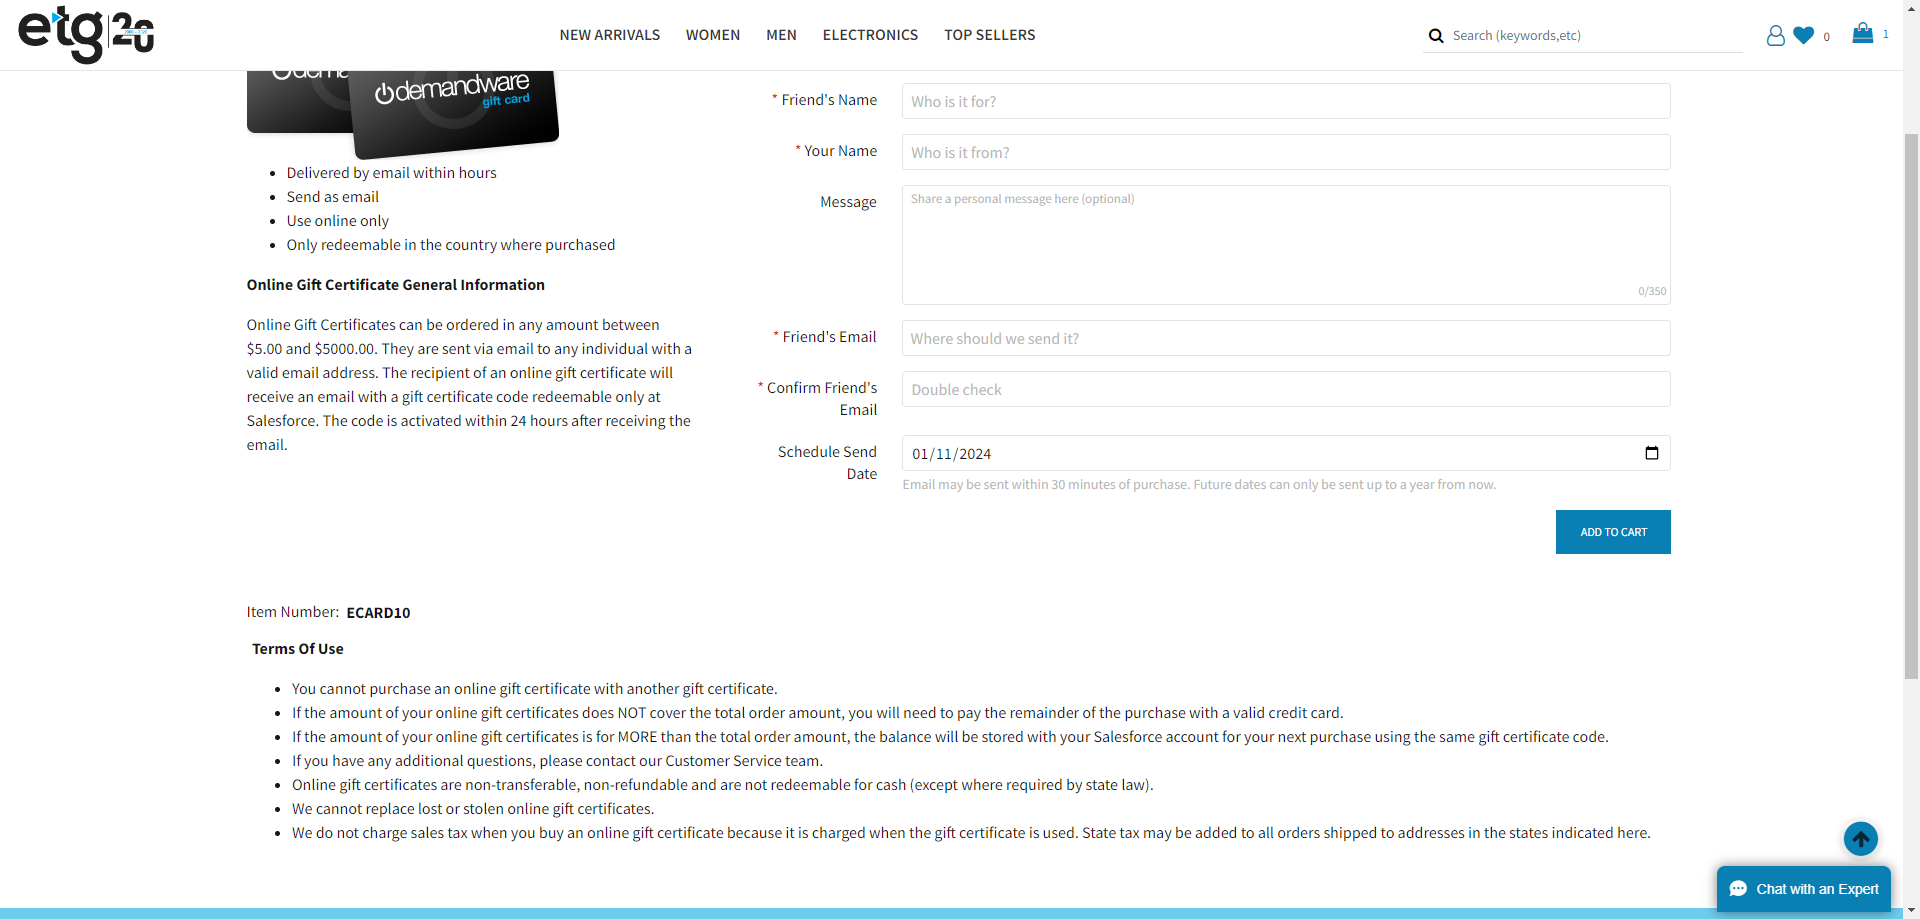 etg 20
NEW ARRIVALS WOMEN MEN ELECTRONICS TOP SELLERS
Search (keywords,etc)
0
1
demandware
gift card
* Friend's Name
Who is it for?
* Your Name
Who is it from?
Message
Share a personal message here (optional)
0/350
* Friend's Email
Where should we send it?
* Confirm Friend's
Email
Double check
Schedule Send
Date
01/11/2024
Email may be sent within 30 minutes of purchase. Future dates can only be sent up to a year from now.
ADD TO CART
• Delivered by email within hours
• Send as email
• Use online only
• Only redeemable in the country where purchased
Online Gift Certificate General Information
Online Gift Certificates can be ordered in any amount between
$5.00 and $5000.00. They are sent via email to any individual with a
valid email address. The recipient of an online gift certificate will
receive an email with a gift certificate code redeemable only at
Salesforce. The code is activated within 24 hours after receiving the
email.
Item Number: ECARD10
Terms Of Use
• You cannot purchase an online gift certificate with another gift certificate.
• If the amount of your online gift certificates does NOT cover the total order amount, you will need to pay the remainder of the purchase with a valid credit card.
• If the amount of your online gift certificates is for MORE than the total order amount, the balance will be stored with your Salesforce account for your next purchase using the same gift certificate code.
• If you have any additional questions, please contact our Customer Service team.
• Online gift certificates are non-transferable, non-refundable and are not redeemable for cash (except where required by state law).
• We cannot replace lost or stolen online gift certificates.
• We do not charge sales tax when you buy an online gift certificate because it is charged when the gift certificate is used. State tax may be added to all orders shipped to addresses in the states indicated here.
Chat with an Expert